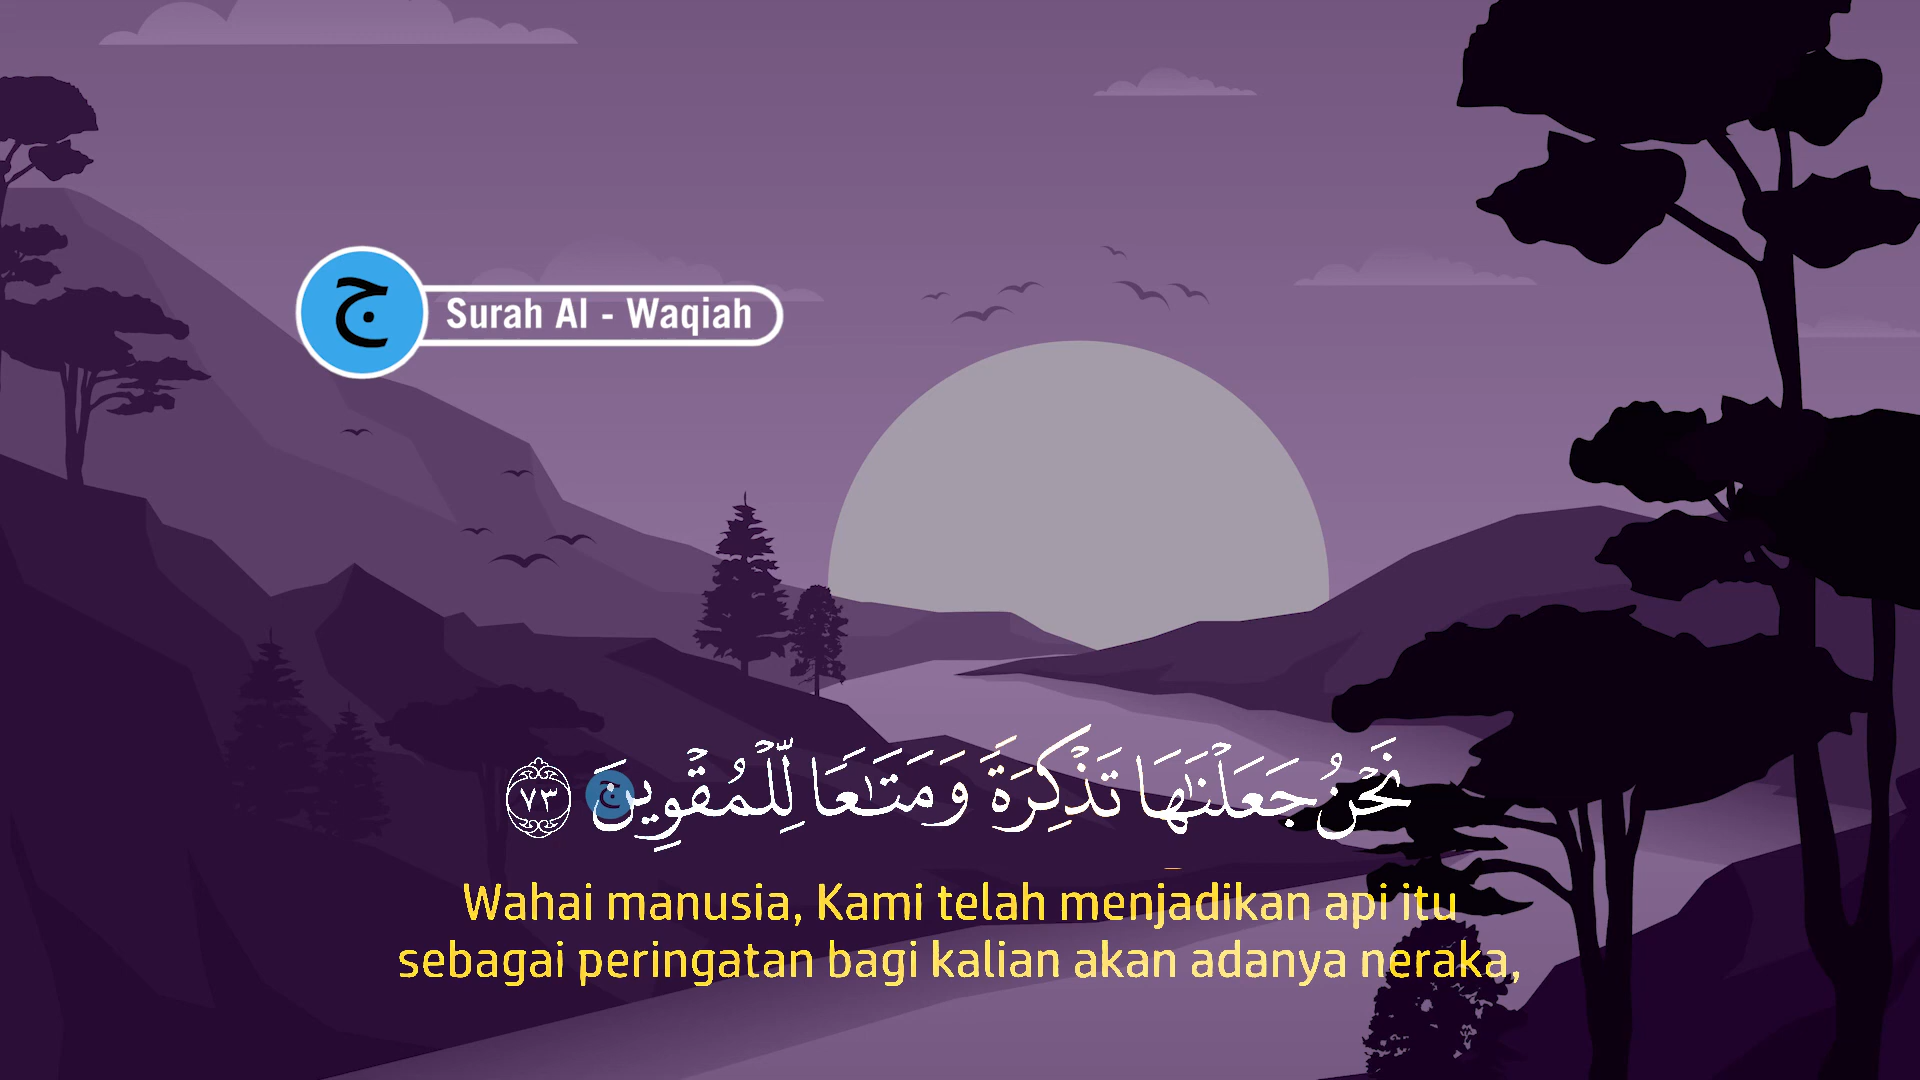 ج
Surah Al - Waqiah
نَحْنُ جَعَلْنَٰهَا تَذْكِرَةً وَمَتَٰعًا لِّلْمُقْوِينَ ٧٣
ج
Wahai manusia, Kami telah menjadikan api itu
sebagai peringatan bagi kalian akan adanya neraka,